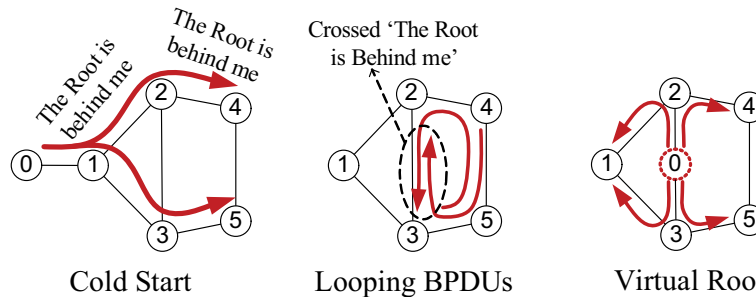 The Root is
behind me
The Root is
behind me
0
1
2
3
4
5
Cold Start
Crossed ‘The Root
is Behind me’
1
2
3
4
5
Looping BPDUs
0
1
2
3
4
5
Virtual Roo